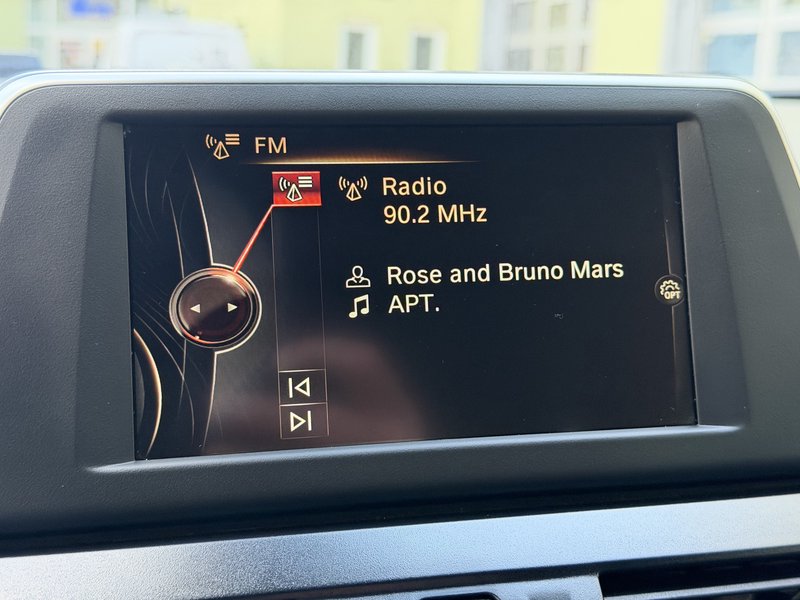 FM
Radio
90.2 MHz
Rose and Bruno Mars
APT.
OPT